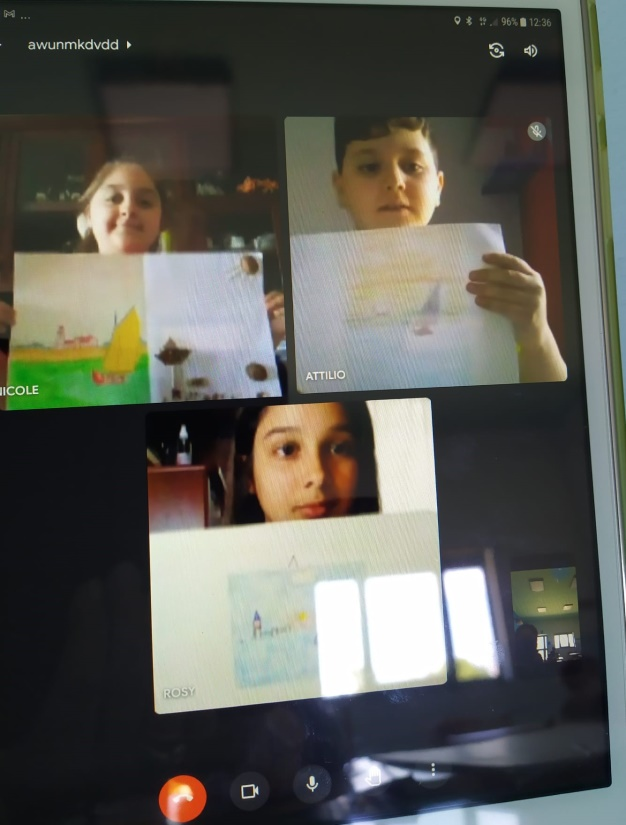 96% 12:36
awunmkdvdd
NICOLE
ATTILIO
ROSY